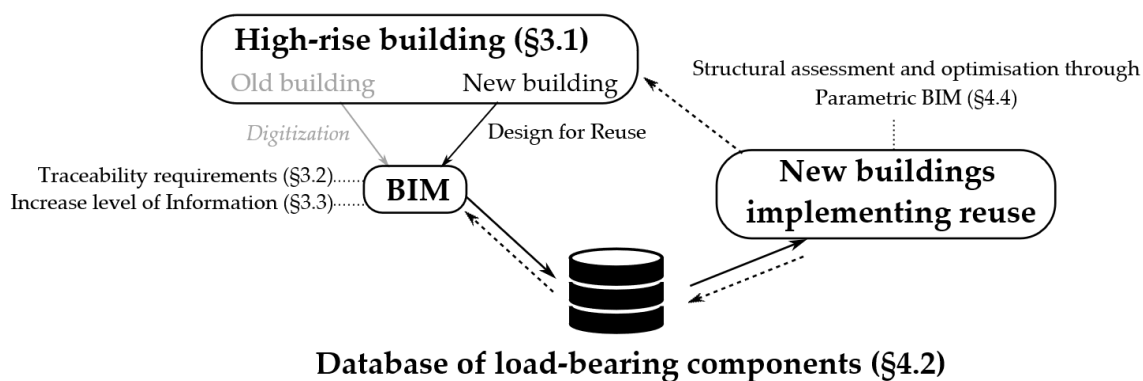 High-rise building (§3.1)
Old building New building
Digitization
Design for Reuse
Traceability requirements (§3.2)
Increase level of Information (§3.3)
BIM
Structural assessment and optimisation through
Parametric BIM (§4.4)
New buildings
implementing reuse
Database of load-bearing components (§4.2)